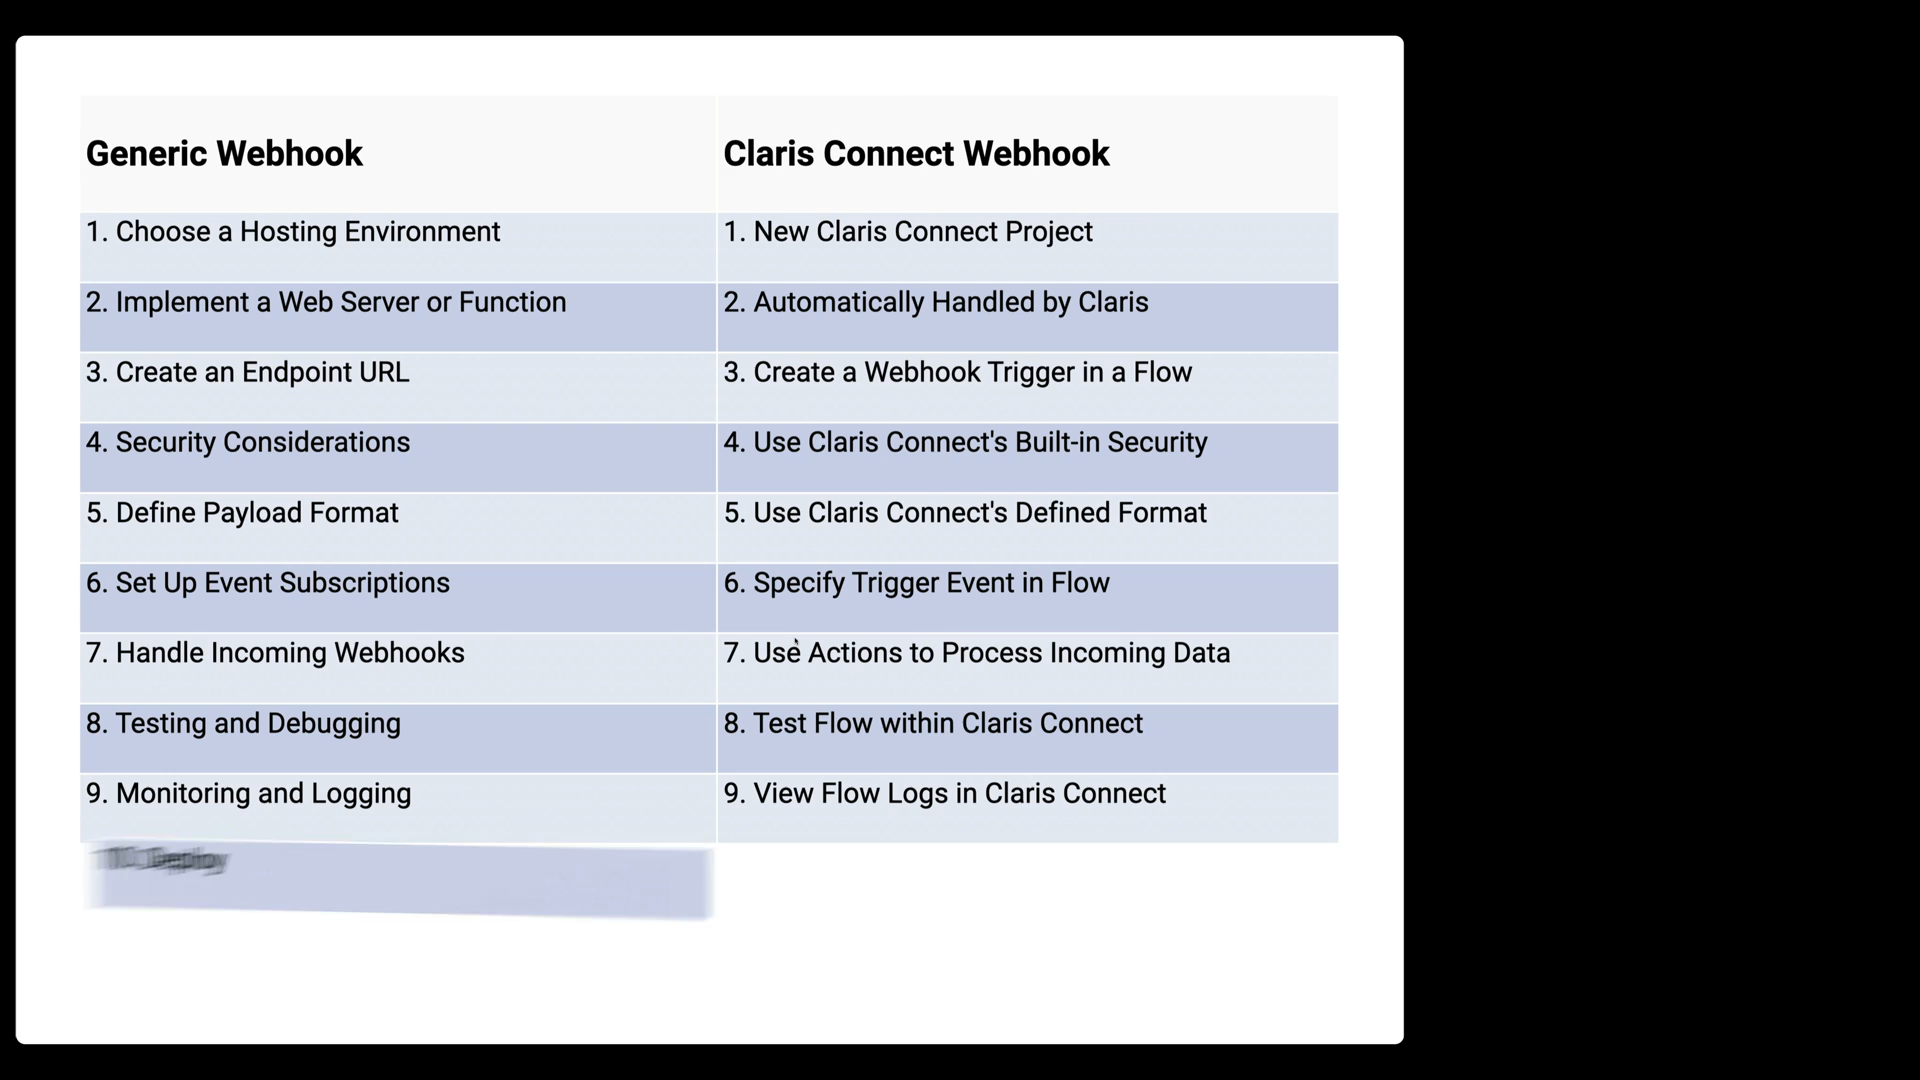 Generic Webhook Claris Connect Webhook
1. Choose a Hosting Environment 1. New Claris Connect Project
2. Implement a Web Server or Function 2. Automatically Handled by Claris
3. Create an Endpoint URL 3. Create a Webhook Trigger in a Flow
4. Security Considerations 4. Use Claris Connect's Built-in Security
5. Define Payload Format 5. Use Claris Connect's Defined Format
6. Set Up Event Subscriptions 6. Specify Trigger Event in Flow
7. Handle Incoming Webhooks 7. Use Actions to Process Incoming Data
8. Testing and Debugging 8. Test Flow within Claris Connect
9. Monitoring and Logging 9. View Flow Logs in Claris Connect